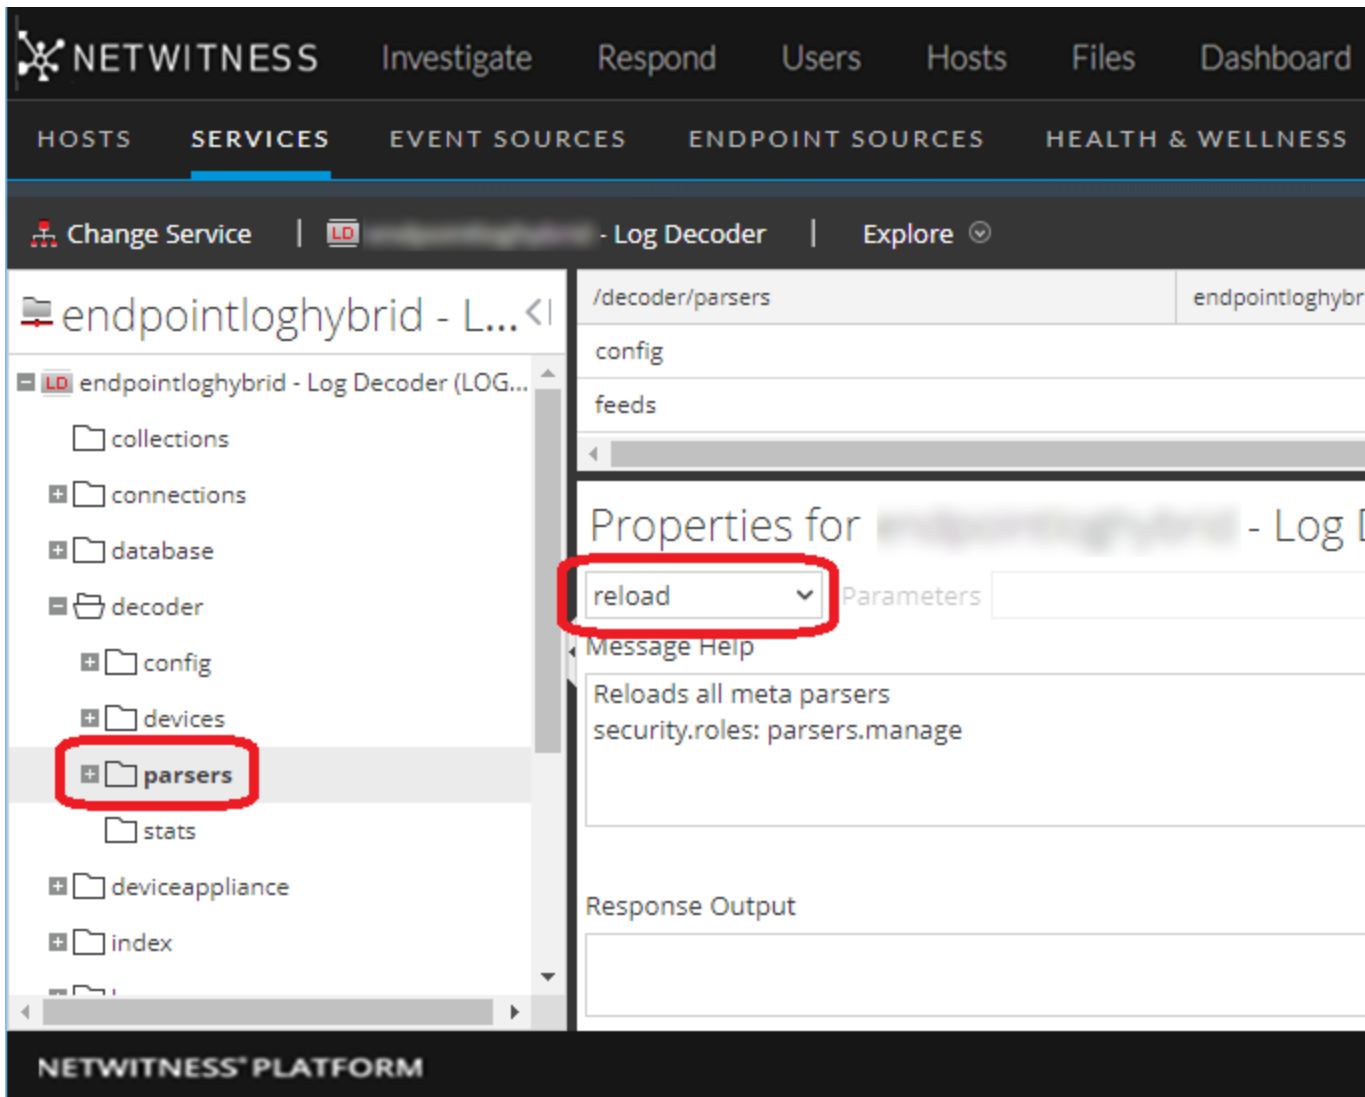 NETWITNESS Investigate Respond Users Hosts Files Dashboard
HOSTS SERVICES EVENT SOURCES ENDPOINT SOURCES HEALTH & WELLNESS
Change Service | LD - Log Decoder | Explore
endpointloghybrid - L...
LD endpointloghybrid - Log Decoder (LOG...
collections
connections
database
decoder
config
devices
parsers
stats
deviceappliance
index
/decoder/parsers endpointloghybr
config
feeds
Properties for - Log
reload Parameters
Message Help
Reloads all meta parsers
security.roles: parsers.manage
Response Output
NETWITNESS® PLATFORM